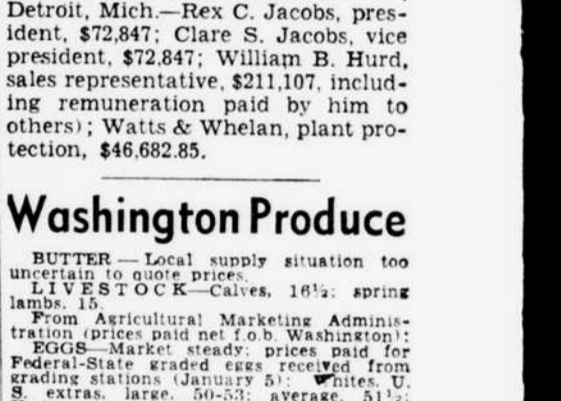 Detroit, Mich.—Rex C. Jacobs, pres-
ident, $72,847; Clare S. Jacobs, vice
president, $72,847; William B. Hurd,
sales representative, $211,107, includ-
ing remuneration paid by him to
others); Watts & Whelan, plant pro-
tection, $46,682.85.
Washington Produce
BUTTER — Local supply situation too
uncertain to quote prices.
LIVESTOCK—Calves, 16½; spring
lambs, 15.
From Agricultural Marketing Adminis-
tration (prices paid net f.o.b. Washington):
EGGS—Market steady; prices paid for
Federal-State graded eggs received from
grading stations (January 5): Whites, U.
S. extras, large, 50-53; average, 51½;